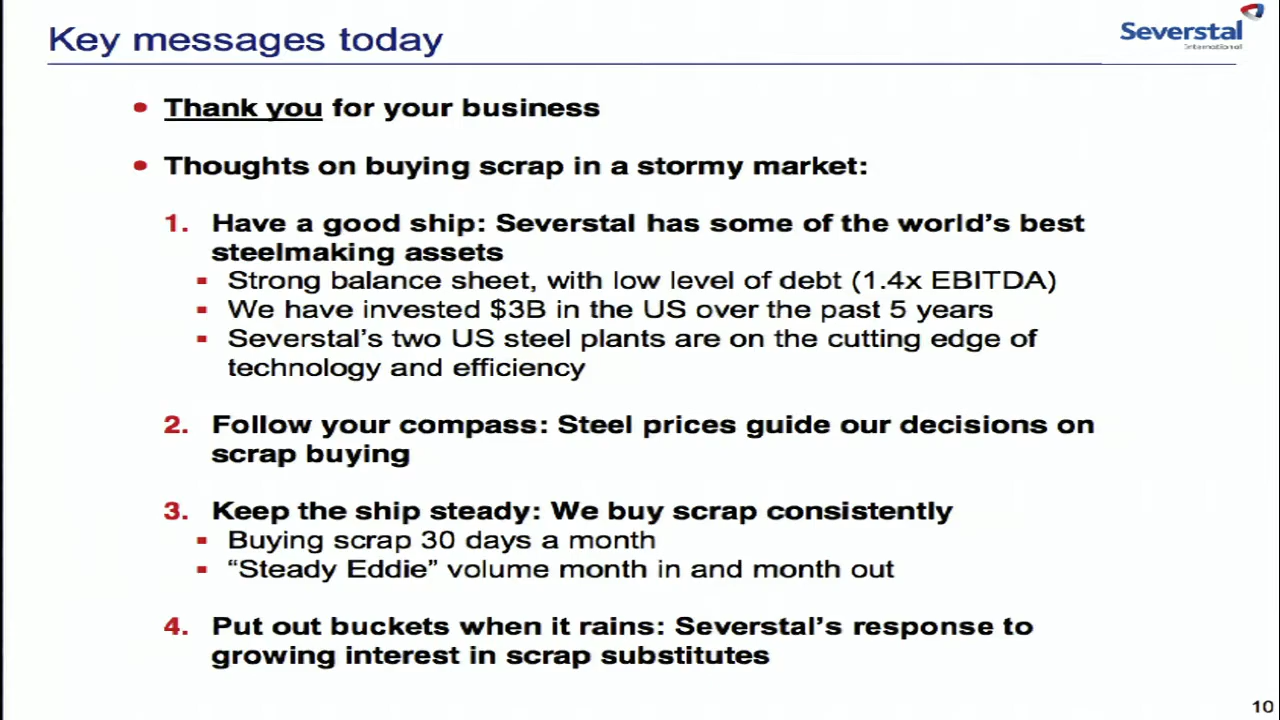 Key messages today
Severstal
International
• Thank you for your business
• Thoughts on buying scrap in a stormy market:
1. Have a good ship: Severstal has some of the world’s best
steelmaking assets
▪ Strong balance sheet, with low level of debt (1.4x EBITDA)
▪ We have invested $3B in the US over the past 5 years
▪ Severstal’s two US steel plants are on the cutting edge of
technology and efficiency
2. Follow your compass: Steel prices guide our decisions on
scrap buying
3. Keep the ship steady: We buy scrap consistently
▪ Buying scrap 30 days a month
▪ “Steady Eddie” volume month in and month out
4. Put out buckets when it rains: Severstal’s response to
growing interest in scrap substitutes
10